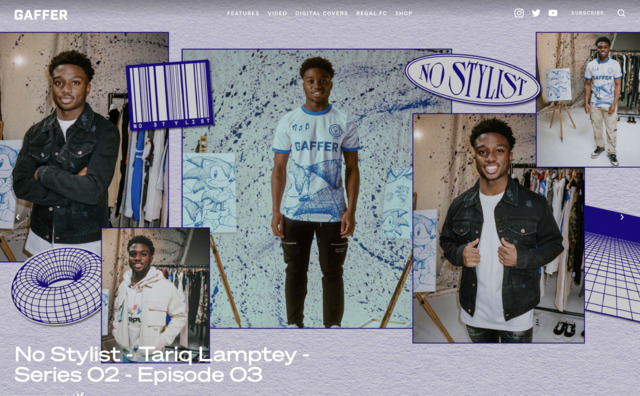 GAFFER
FEATURES VIDEO DIGITAL COVERS REGAL FC SHOP
SUBSCRIBE
NO STYLIST
NO STYLIST
GAFFER
GAFFER
No Stylist - Tariq Lamptey -
Series 02 - Episode 03